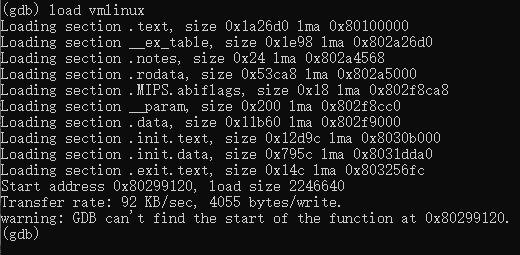 (gdb) load vmlinux
Loading section .text, size 0x1a26d0 lma 0x80100000
Loading section __ex_table, size 0x1e98 lma 0x802a26d0
Loading section .notes, size 0x24 lma 0x802a4568
Loading section .rodata, size 0x53ca8 lma 0x802a5000
Loading section .MIPS.abiflags, size 0x18 lma 0x802f8ca8
Loading section __param, size 0x200 lma 0x802f8cc0
Loading section .data, size 0x11b60 lma 0x802f9000
Loading section .init.text, size 0x12d9c lma 0x8030b000
Loading section .init.data, size 0x795c lma 0x8031dda0
Loading section .exit.text, size 0x14c lma 0x803256fc
Start address 0x80299120, load size 2246640
Transfer rate: 92 KB/sec, 4055 bytes/write.
warning: GDB can't find the start of the function at 0x80299120.
(gdb)